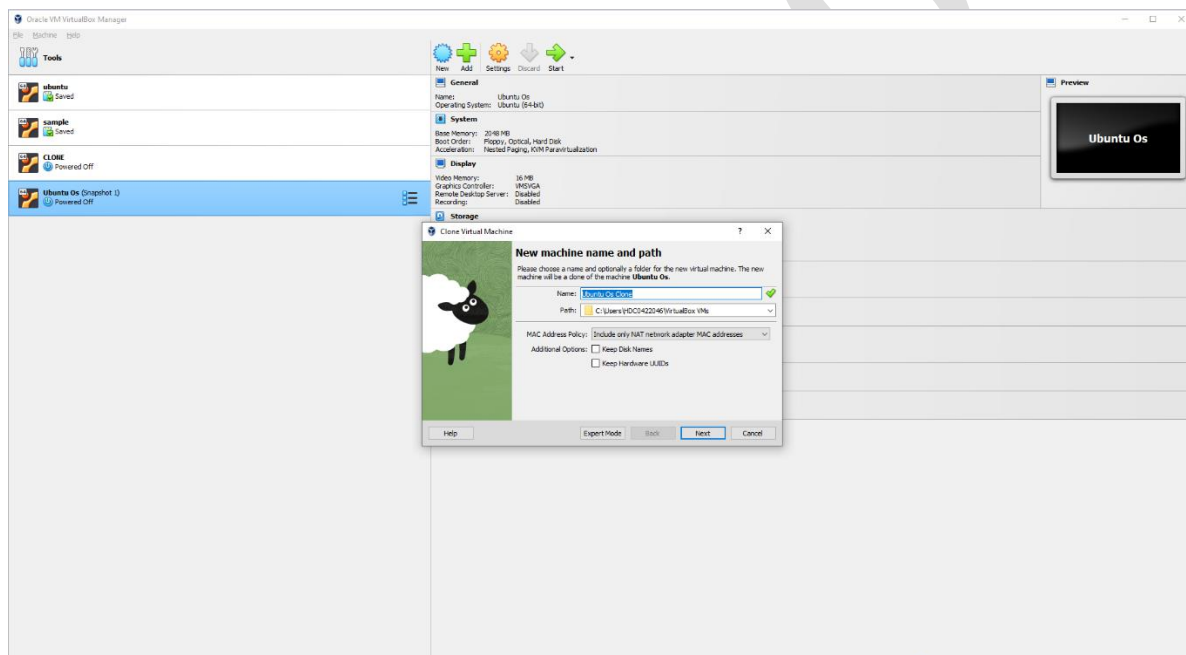 Oracle VM VirtualBox Manager
File Machine Help
Tools
New Add Settings Discard Start
ubuntu
Saved
sample
Saved
CLONE
Powered Off
Ubuntu Os (Snapshot 1)
Powered Off
General
Name: Ubuntu Os
Operating System: Ubuntu (64-bit)
System
Base Memory: 2048 MB
Boot Order: Floppy, Optical, Hard Disk
Acceleration: Nested Paging, KVM Paravirtualization
Display
Video Memory: 16 MB
Graphics Controller: VMSVGA
Remote Desktop Server: Disabled
Recording: Disabled
Storage
Preview
Ubuntu Os
Clone Virtual Machine ? ×
New machine name and path
Please choose a name and optionally a folder for the new virtual machine. The new
machine will be a clone of the machine Ubuntu Os.
Name: Ubuntu Os Clone
Path: C:\Users\HDC0422046\VirtualBox VMs
MAC Address Policy: Include only NAT network adapter MAC addresses
Additional Options: Keep Disk Names
Keep Hardware UUIDs
Help Expert Mode Back Next Cancel